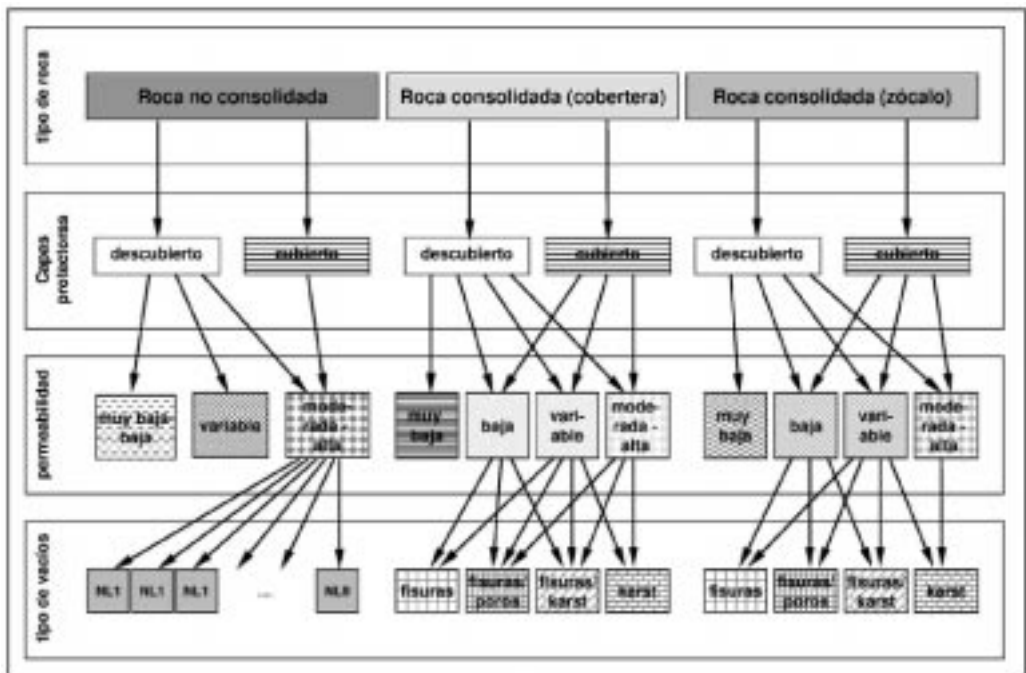 tipo de roca
Roca no consolidada
Roca consolidada (cobertera)
Roca consolidada (zócalo)
Capas
protectoras
descubierto
cubierto
descubierto
cubierto
descubierto
cubierto
permeabilidad
muy baja-
baja
variable
mode-
rada -
alta
muy
baja
baja
vari-
able
mode-
rada -
alta
muy
baja
baja
vari-
able
mode-
rada -
alta
tipo de vacíos
NL1
NL1
NL1
...
fisuras
fisuras/
poros
fisuras/
karst
karst
fisuras
fisuras/
poros
fisuras/
karst
karst